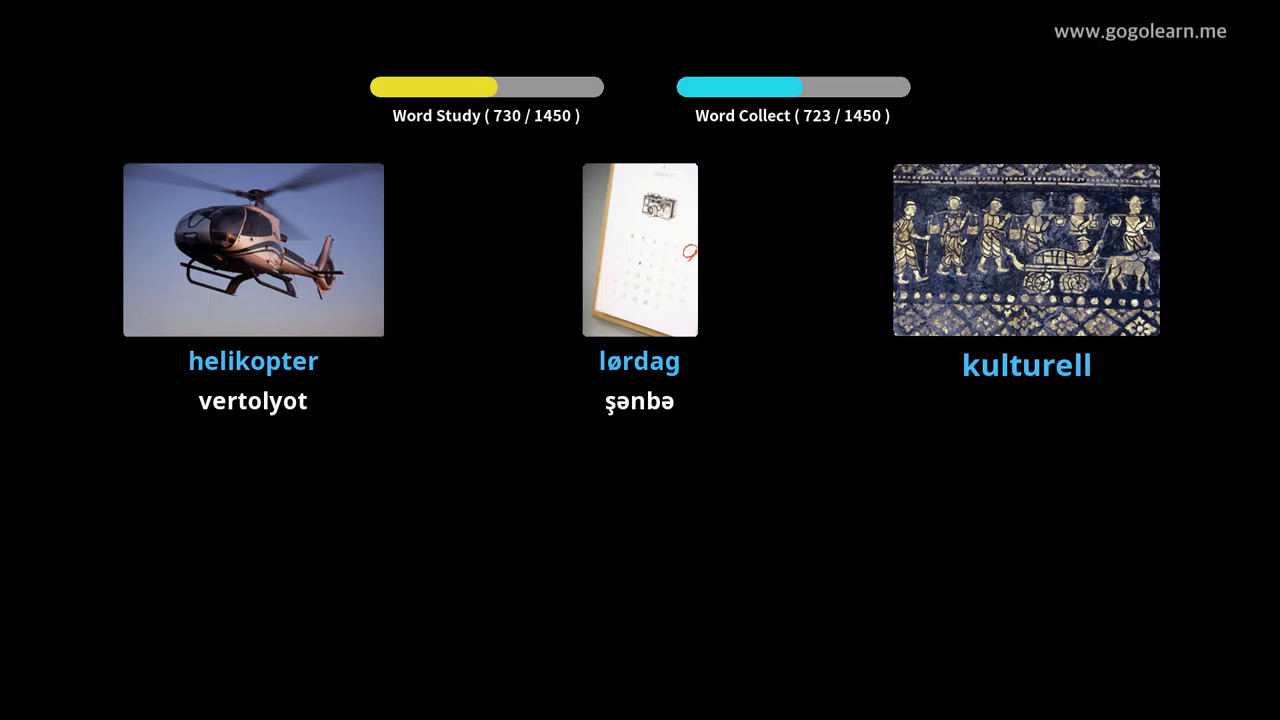 www.gogolearn.me
Word Study ( 730 / 1450 )
Word Collect ( 723 / 1450 )
helikopter
lørdag
kulturell
vertolyot
şənbə